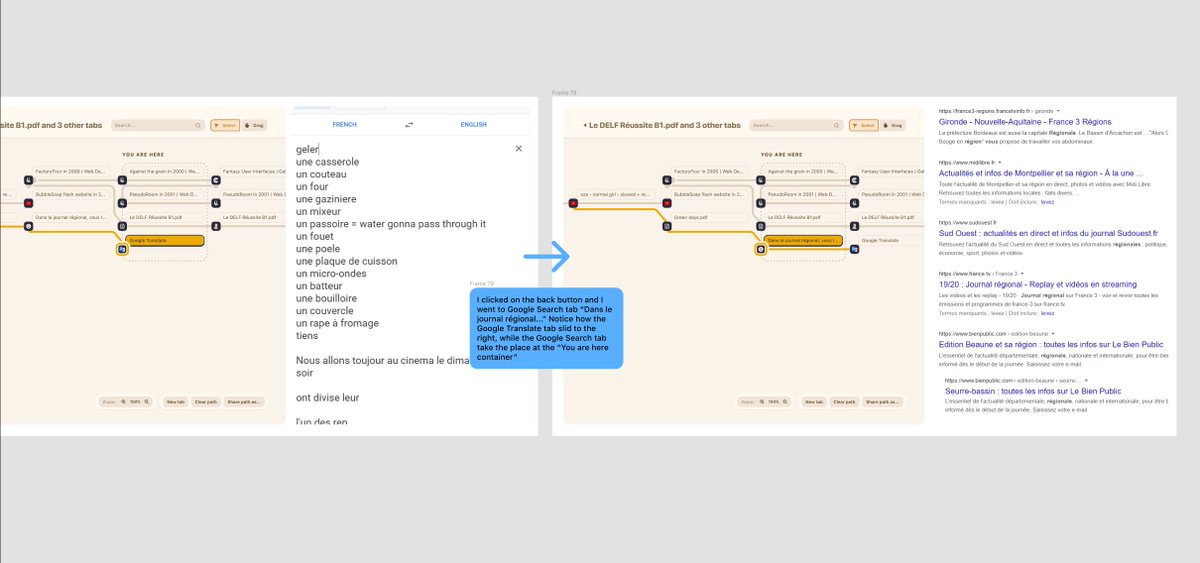 Frame 78
ssite B1.pdf and 3 other tabs
Search...
Select
Drag
YOU ARE HERE
FactoryFour in 2006 | Web De...
Against the grain in 2000 | We...
Fantasy User Interfaces | Gal
BubbleSoap flash website in 2...
PseudoRoom in 2001 | Web D...
PseudoRoom in 2001 | Web D
Dans le journal régional, vous l...
Le DELF Réussite B1.pdf
Le DELF Réussite B1.pdf
Google Translate
Zoom:
100%
New tab
Clear path
Share path as...
FRENCH
ENGLISH
geler
une casserole
un couteau
un four
une gaziniere
un mixeur
un passoire = water gonna pass through it
un fouet
une poele
une plaque de cuisson
un micro-ondes
un batteur
une bouilloire
un couvercle
un rape à fromage
tiens
Nous allons toujour au cinema le dima
soir
ont divise leur
l'un des rep
Frame 79
I clicked on the back button and I
went to Google Search tab "Dans le
journal régional..." Notice how the
Google Translate tab slid to the
right, while the Google Search tab
take the place at the "You are here
container"
Le DELF Réussite B1.pdf and 3 other tabs
Search...
Select
Drag
YOU ARE HERE
FactoryFour in 2006 | Web De...
Against the grain in 2000 | We...
Fantasy User Interfaces | Gal
- normal girl : slowed + re...
BubbleSoap flash website in 2...
PseudoRoom in 2001 | Web D...
PseudoRoom in 2001 | Web D
Green days.pdf
Le DELF Réussite B1.pdf
Le DELF Réussite B1.pdf
Dans le journal régional, vous l...
Google Translate
Zoom:
100%
New tab
Clear path
Share path as...
https://france3-regions.francetvinfo.fr › gironde
Gironde - Nouvelle-Aquitaine - France 3 Régions
La préfecture Bordeaux est aussi la capitale Régionale. Le Bassin d'Arcachon est... "Alois C
Bouge en région" vous propose de travailler vos abdominaux.
https://www.midilibre.fr
Actualités et infos de Montpellier et sa région - À la une ...
Toute l'actualité de Montpellier et sa région en direct, photos et vidéos avec Midi Libre
Retrouvez toutes les informations locales : faits divers, ...
Termes manquants : levez | Doit inclure : levez
https://www.sudouest.fr
Sud Ouest : actualités en direct et infos du journal Sudouest.fr
Retrouvez l'actualité du Sud Ouest en direct et toutes les informations régionales : politique,
économie, sport, photos et vidéos
https://www.france.tv › France 3
19/20 : Journal régional - Replay et vidéos en streaming
Les vidéos et les replay - 19/20 : Journal régional sur France 3 - voir et revoir toutes les
émissions et programmes de france-3 sur france.tv
Termes manquants : levez | Doit inclure : levez
https://www.bienpublic.com › edition-beaune
Edition Beaune et sa région : toutes les infos sur Le Bien Public
L'essentiel de l'actualité départementale, régionale, nationale et internationale, pour être bien
informé dès le début de la journée. Saisissez votre e-mail.
https://www.bienpublic.com › edition-beaune › seurre-...
Seurre-bassin : toutes les infos sur Le Bien Public
L'essentiel de l'actualité départementale, régionale, nationale et internationale, pour être t
informé dès le début de la journée. Saisissez votre e-mail.